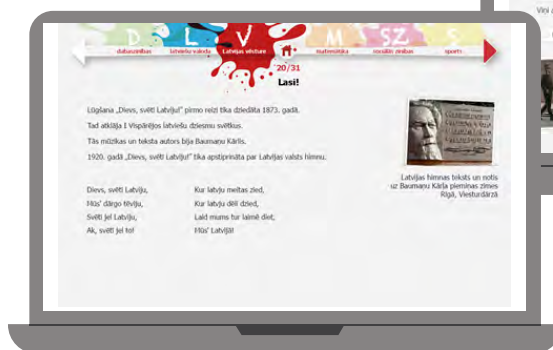 Viņi
D L V M SZ S
dabaszinības latviešu valoda Latvijas vēsture matemātika sociālās zinības sports
20/31
Lasi!
Lūgšana „Dievs, svētī Latviju!” pirmo reizi tika dziedāta 1873. gadā.
Tad atklāja I Vispārējos latviešu dziesmu svētkus.
Tās mūzikas un teksta autors bija Baumaņu Kārlis.
1920. gadā „Dievs, svētī Latviju!” tika apstiprināta par Latvijas valsts himnu.
Dievs, svētī Latviju,
Mūs’ dārgo tēviju,
Svētī jel Latviju,
Ak, svētī jel to!
Kur latvju meitas zied,
Kur latvju dēli dzied,
Laid mums tur laimē diet,
Mūs’ Latvijā!
Latvijas himnas teksts un notis
uz Baumaņu Kārļa piemiņas zīmes
Rīgā, Viesturdārzā